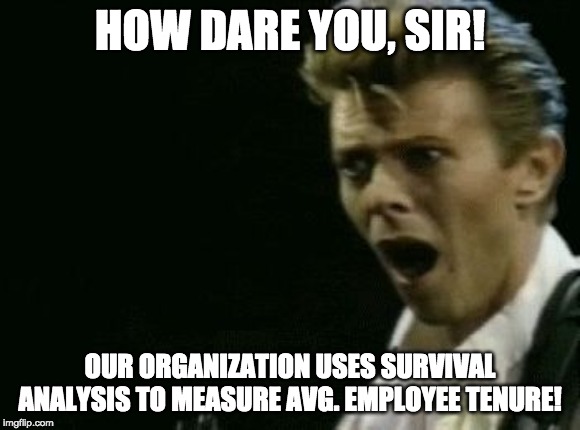 HOW DARE YOU, SIR!
OUR ORGANIZATION USES SURVIVAL
ANALYSIS TO MEASURE AVG. EMPLOYEE TENURE!
imgflip.com